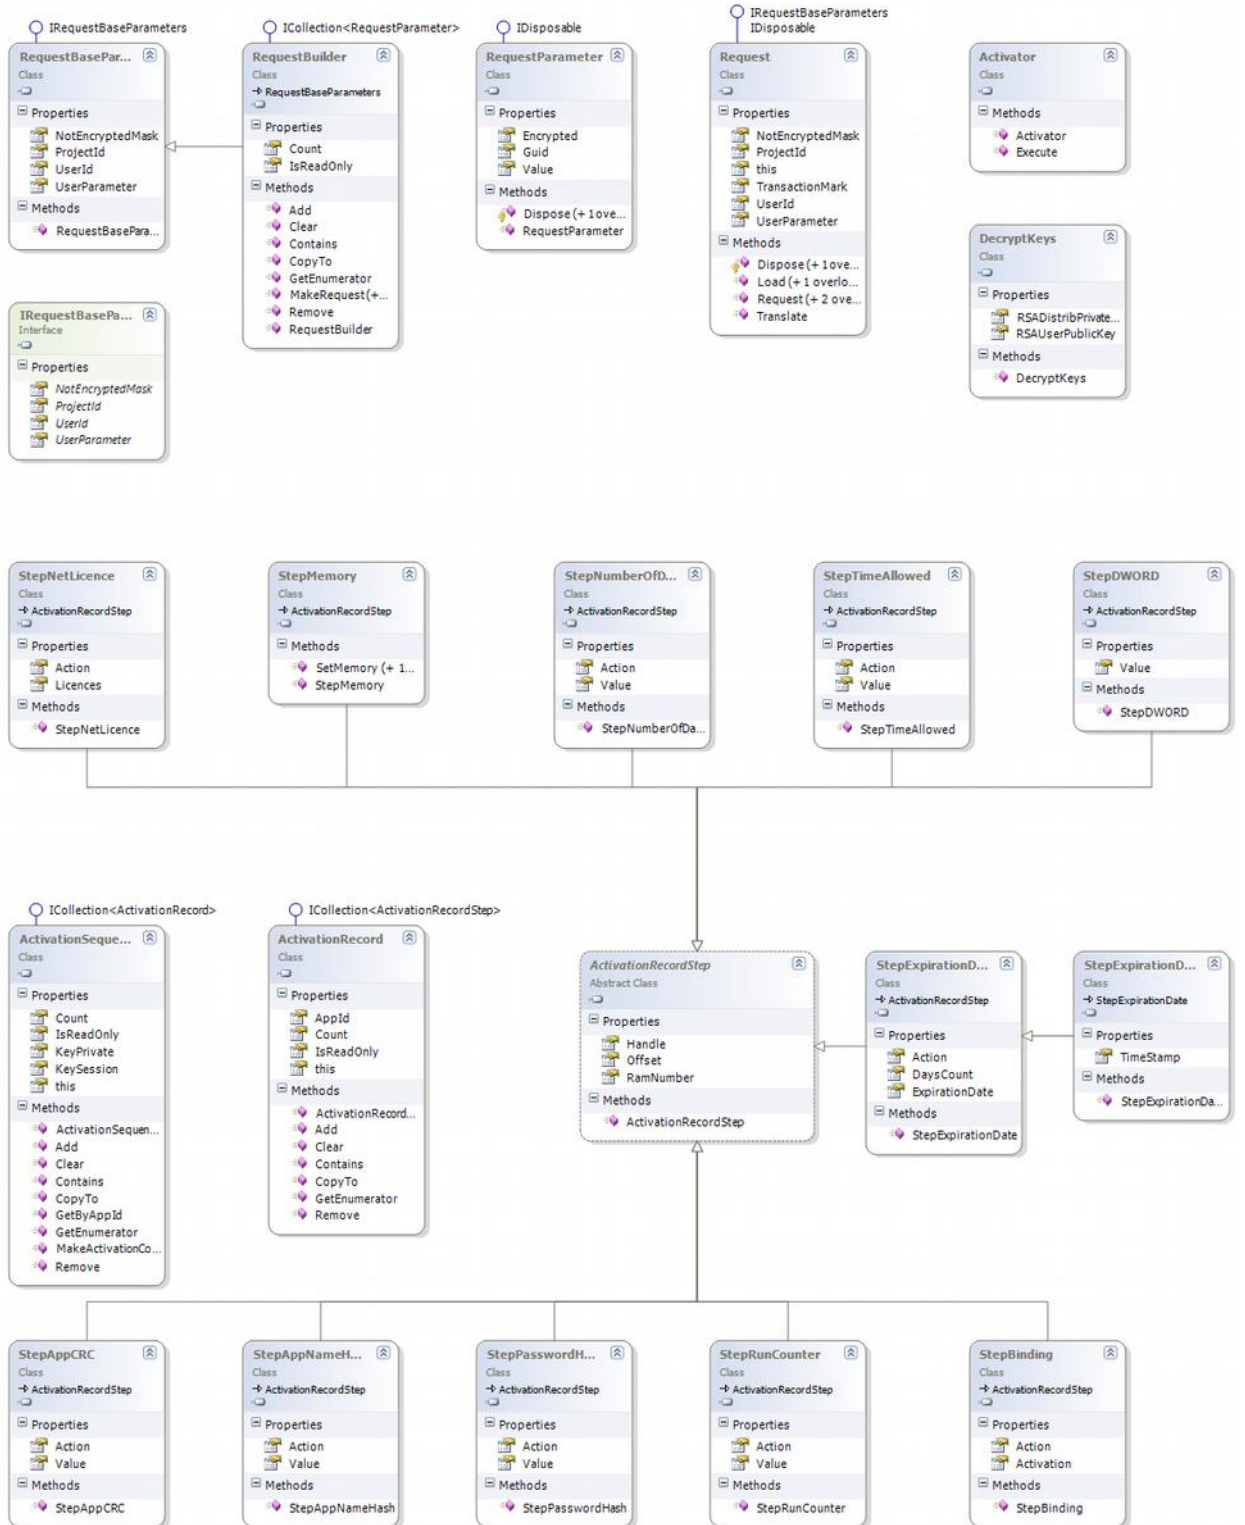 IRequestBaseParameters
RequestBasePar...
Class
Properties
NotEncryptedMask
ProjectId
UserId
UserParameter
Methods
RequestBasePara...
ICollection<RequestParameter>
RequestBuilder
Class
RequestBaseParameters
Properties
Count
IsReadOnly
Methods
Add
Clear
Contains
CopyTo
GetEnumerator
MakeRequest(+...
Remove
RequestBuilder
IDisposable
RequestParameter
Class
Properties
Encrypted
Guid
Value
Methods
Dispose (+ 1 ove...
RequestParameter
IRequestBaseParameters
IDisposable
Request
Class
Properties
NotEncryptedMask
ProjectId
this
TransactionMark
UserId
UserParameter
Methods
Dispose (+ 1 ove...
Load (+ 1 overlo...
Request (+ 2 ove...
Translate
Activator
Class
Methods
Activator
Execute
DecryptKeys
Class
Properties
RSADistribPrivate...
RSAUserPublicKey
Methods
DecryptKeys
IRequestBasePa...
Interface
Properties
NotEncryptedMask
ProjectId
UserId
UserParameter
StepNetLicence
Class
ActivationRecordStep
Properties
Action
Licences
Methods
StepNetLicence
StepMemory
Class
ActivationRecordStep
Methods
SetMemory (+ 1...
StepMemory
StepNumberOfD...
Class
ActivationRecordStep
Properties
Action
Value
Methods
StepNumberOfDa...
StepTimeAllowed
Class
ActivationRecordStep
Properties
Action
Value
Methods
StepTimeAllowed
StepDWORD
Class
ActivationRecordStep
Properties
Value
Methods
StepDWORD
ICollection<ActivationRecord>
ActivationSeque...
Class
Properties
Count
IsReadOnly
KeyPrivate
KeySession
this
Methods
ActivationSequen...
Add
Clear
Contains
CopyTo
GetByAppId
GetEnumerator
MakeActivationCo...
Remove
ICollection<ActivationRecordStep>
ActivationRecord
Class
Properties
AppId
Count
IsReadOnly
this
Methods
ActivationRecord...
Add
Clear
Contains
CopyTo
GetEnumerator
Remove
ActivationRecordStep
Abstract Class
Properties
Handle
Offset
RamNumber
Methods
ActivationRecordStep
StepExpirationD...
Class
ActivationRecordStep
Properties
Action
DaysCount
ExpirationDate
Methods
StepExpirationDate
StepExpirationD...
Class
StepExpirationDate
Properties
TimeStamp
Methods
StepExpirationDa...
StepAppCRC
Class
ActivationRecordStep
Properties
Action
Value
Methods
StepAppCRC
StepAppNameH...
Class
ActivationRecordStep
Properties
Action
Value
Methods
StepAppNameHash
StepPasswordH...
Class
ActivationRecordStep
Properties
Action
Value
Methods
StepPasswordHash
StepRunCounter
Class
ActivationRecordStep
Properties
Action
Value
Methods
StepRunCounter
StepBinding
Class
ActivationRecordStep
Properties
Action
Activation
Methods
StepBinding